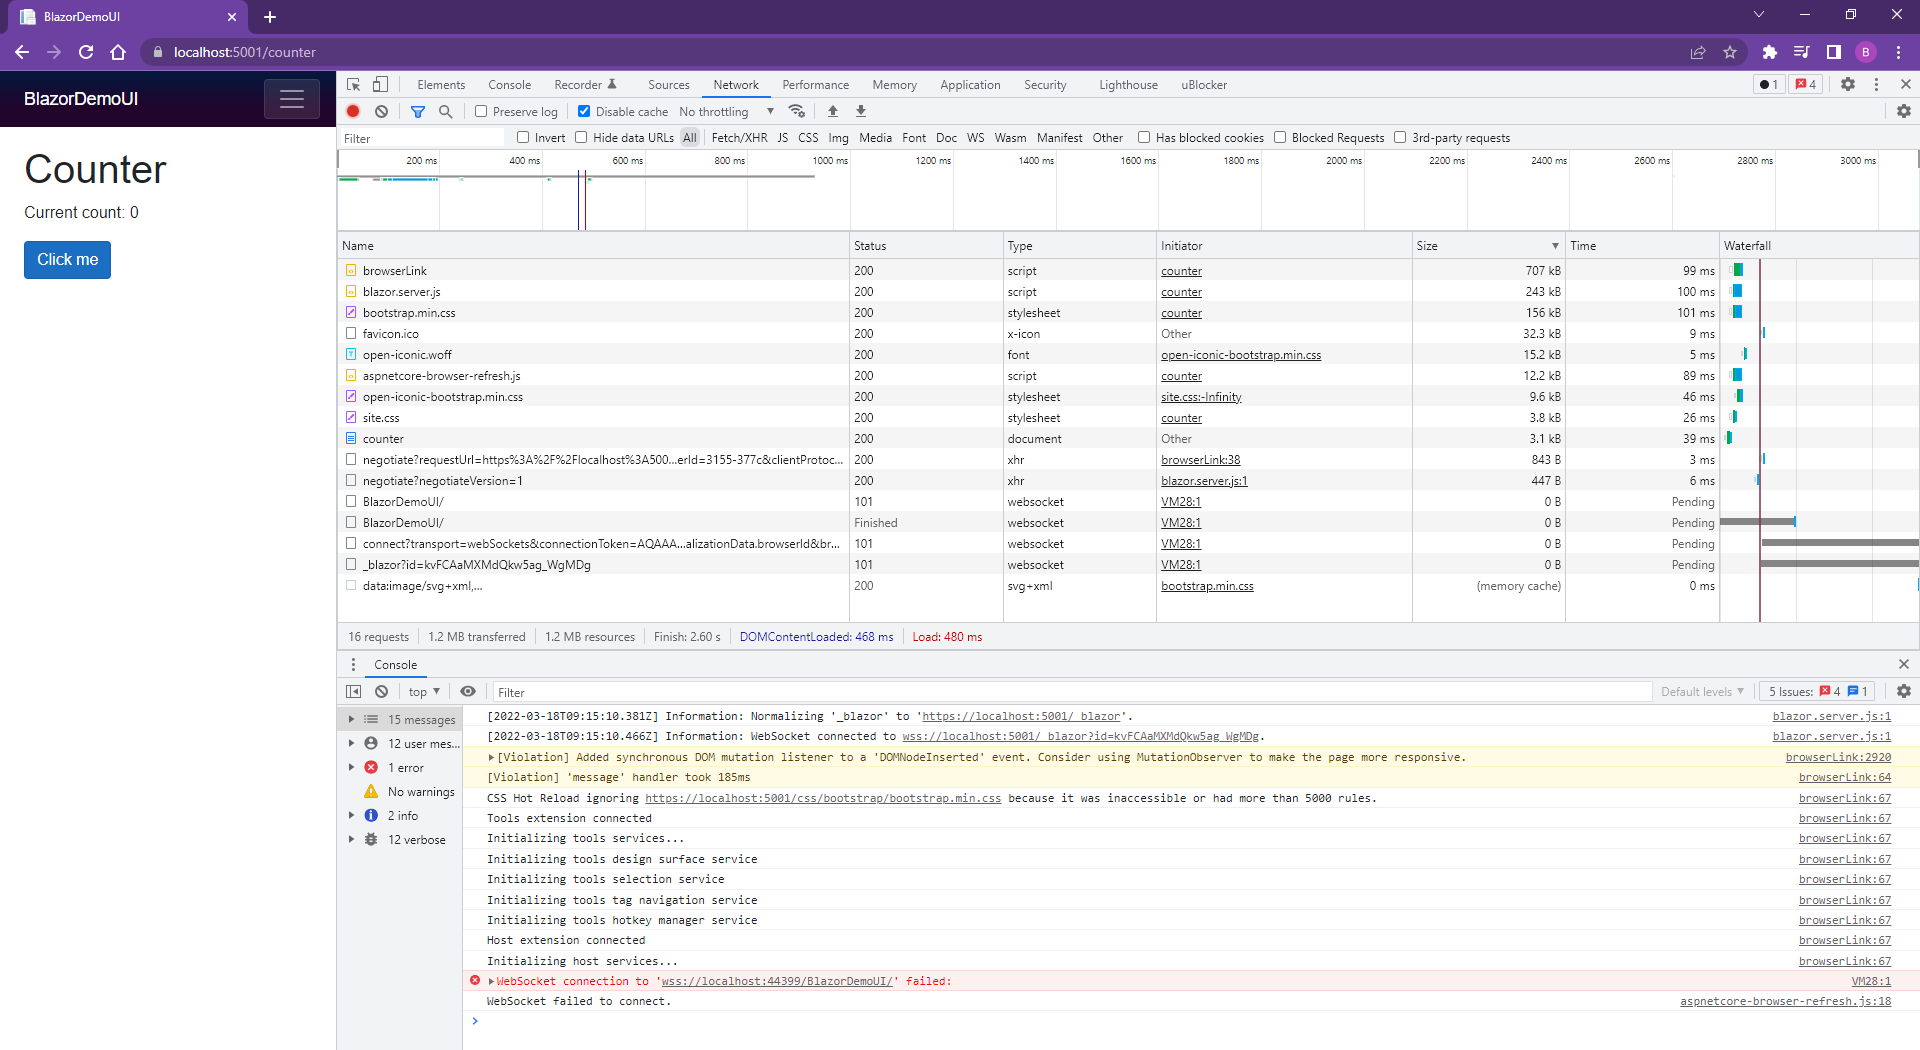 BlazorDemoUI
localhost:5001/counter
B
BlazorDemoUI
Counter
Current count: 0
Click me
Elements Console Recorder Sources Network Performance Memory Application Security Lighthouse uBlocker 1 4
Preserve log Disable cache No throttling
Filter Invert Hide data URLs All Fetch/XHR JS CSS Img Media Font Doc WS Wasm Manifest Other Has blocked cookies Blocked Requests 3rd-party requests
200 ms 400 ms 600 ms 800 ms 1000 ms 1200 ms 1400 ms 1600 ms 1800 ms 2000 ms 2200 ms 2400 ms 2600 ms 2800 ms 3000 ms
Name Status Type Initiator Size Time Waterfall
browserLink 200 script counter 707 kB 99 ms
blazor.server.js 200 script counter 243 kB 100 ms
bootstrap.min.css 200 stylesheet counter 156 kB 101 ms
favicon.ico 200 x-icon Other 32.3 kB 9 ms
open-iconic.woff 200 font open-iconic-bootstrap.min.css 15.2 kB 5 ms
aspnetcore-browser-refresh.js 200 script counter 12.2 kB 89 ms
open-iconic-bootstrap.min.css 200 stylesheet site.css:-Infinity 9.6 kB 46 ms
site.css 200 stylesheet counter 3.8 kB 26 ms
counter 200 document Other 3.1 kB 39 ms
negotiate?requestUrl=https%3A%2F%2Flocalhost%3A500...erId=3155-377c&clientProtoc... 200 xhr browserLink:38 843 B 3 ms
negotiate?negotiateVersion=1 200 xhr blazor.server.js:1 447 B 6 ms
BlazorDemoUI/ 101 websocket VM28:1 0 B Pending
BlazorDemoUI/ Finished websocket VM28:1 0 B Pending
connect?transport=webSockets&connectionToken=AQAAA...alizationData.browserId&br... 101 websocket VM28:1 0 B Pending
_blazor?id=kvFCAaMXMdQkw5ag_WgMDg 101 websocket VM28:1 0 B Pending
data:image/svg+xml,... 200 svg+xml bootstrap.min.css (memory cache) 0 ms
16 requests 1.2 MB transferred 1.2 MB resources Finish: 2.60 s DOMContentLoaded: 468 ms Load: 480 ms
Console
top Filter Default levels 5 Issues: 4 1
15 messages
12 user mes...
1 error
No warnings
2 info
12 verbose
[2022-03-18T09:15:10.381Z] Information: Normalizing '_blazor' to 'https://localhost:5001/_blazor'. blazor.server.js:1
[2022-03-18T09:15:10.466Z] Information: WebSocket connected to wss://localhost:5001/_blazor?id=kvFCAaMXMdQkw5ag_WgMDg. blazor.server.js:1
[Violation] Added synchronous DOM mutation listener to a 'DOMNodeInserted' event. Consider using MutationObserver to make the page more responsive. browserLink:2920
[Violation] 'message' handler took 185ms browserLink:64
CSS Hot Reload ignoring https://localhost:5001/css/bootstrap/bootstrap.min.css because it was inaccessible or had more than 5000 rules. browserLink:67
Tools extension connected browserLink:67
Initializing tools services... browserLink:67
Initializing tools design surface service browserLink:67
Initializing tools selection service browserLink:67
Initializing tools tag navigation service browserLink:67
Initializing tools hotkey manager service browserLink:67
Host extension connected browserLink:67
Initializing host services... browserLink:67
WebSocket connection to 'wss://localhost:44399/BlazorDemoUI/' failed: VM28:1
WebSocket failed to connect. aspnetcore-browser-refresh.js:18